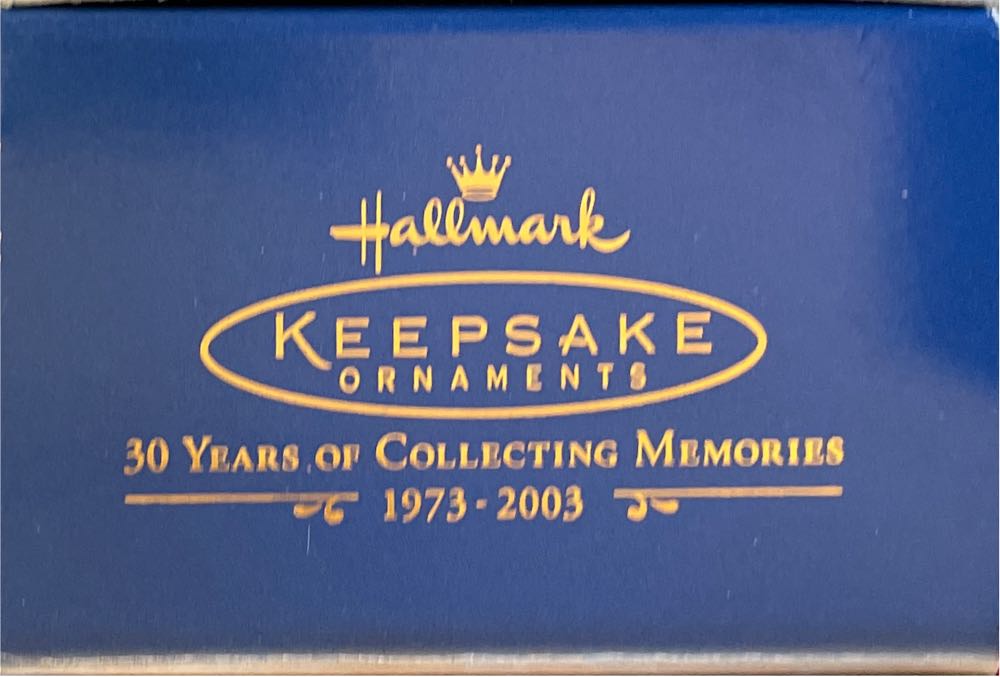 Hallmark
KEEPSAKE
ORNAMENTS
30 YEARS OF COLLECTING MEMORIES
1973-2003